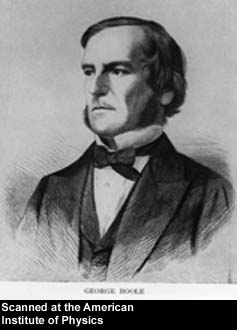 GEORGE BOOLE
Scanned at the American
Institute of Physics